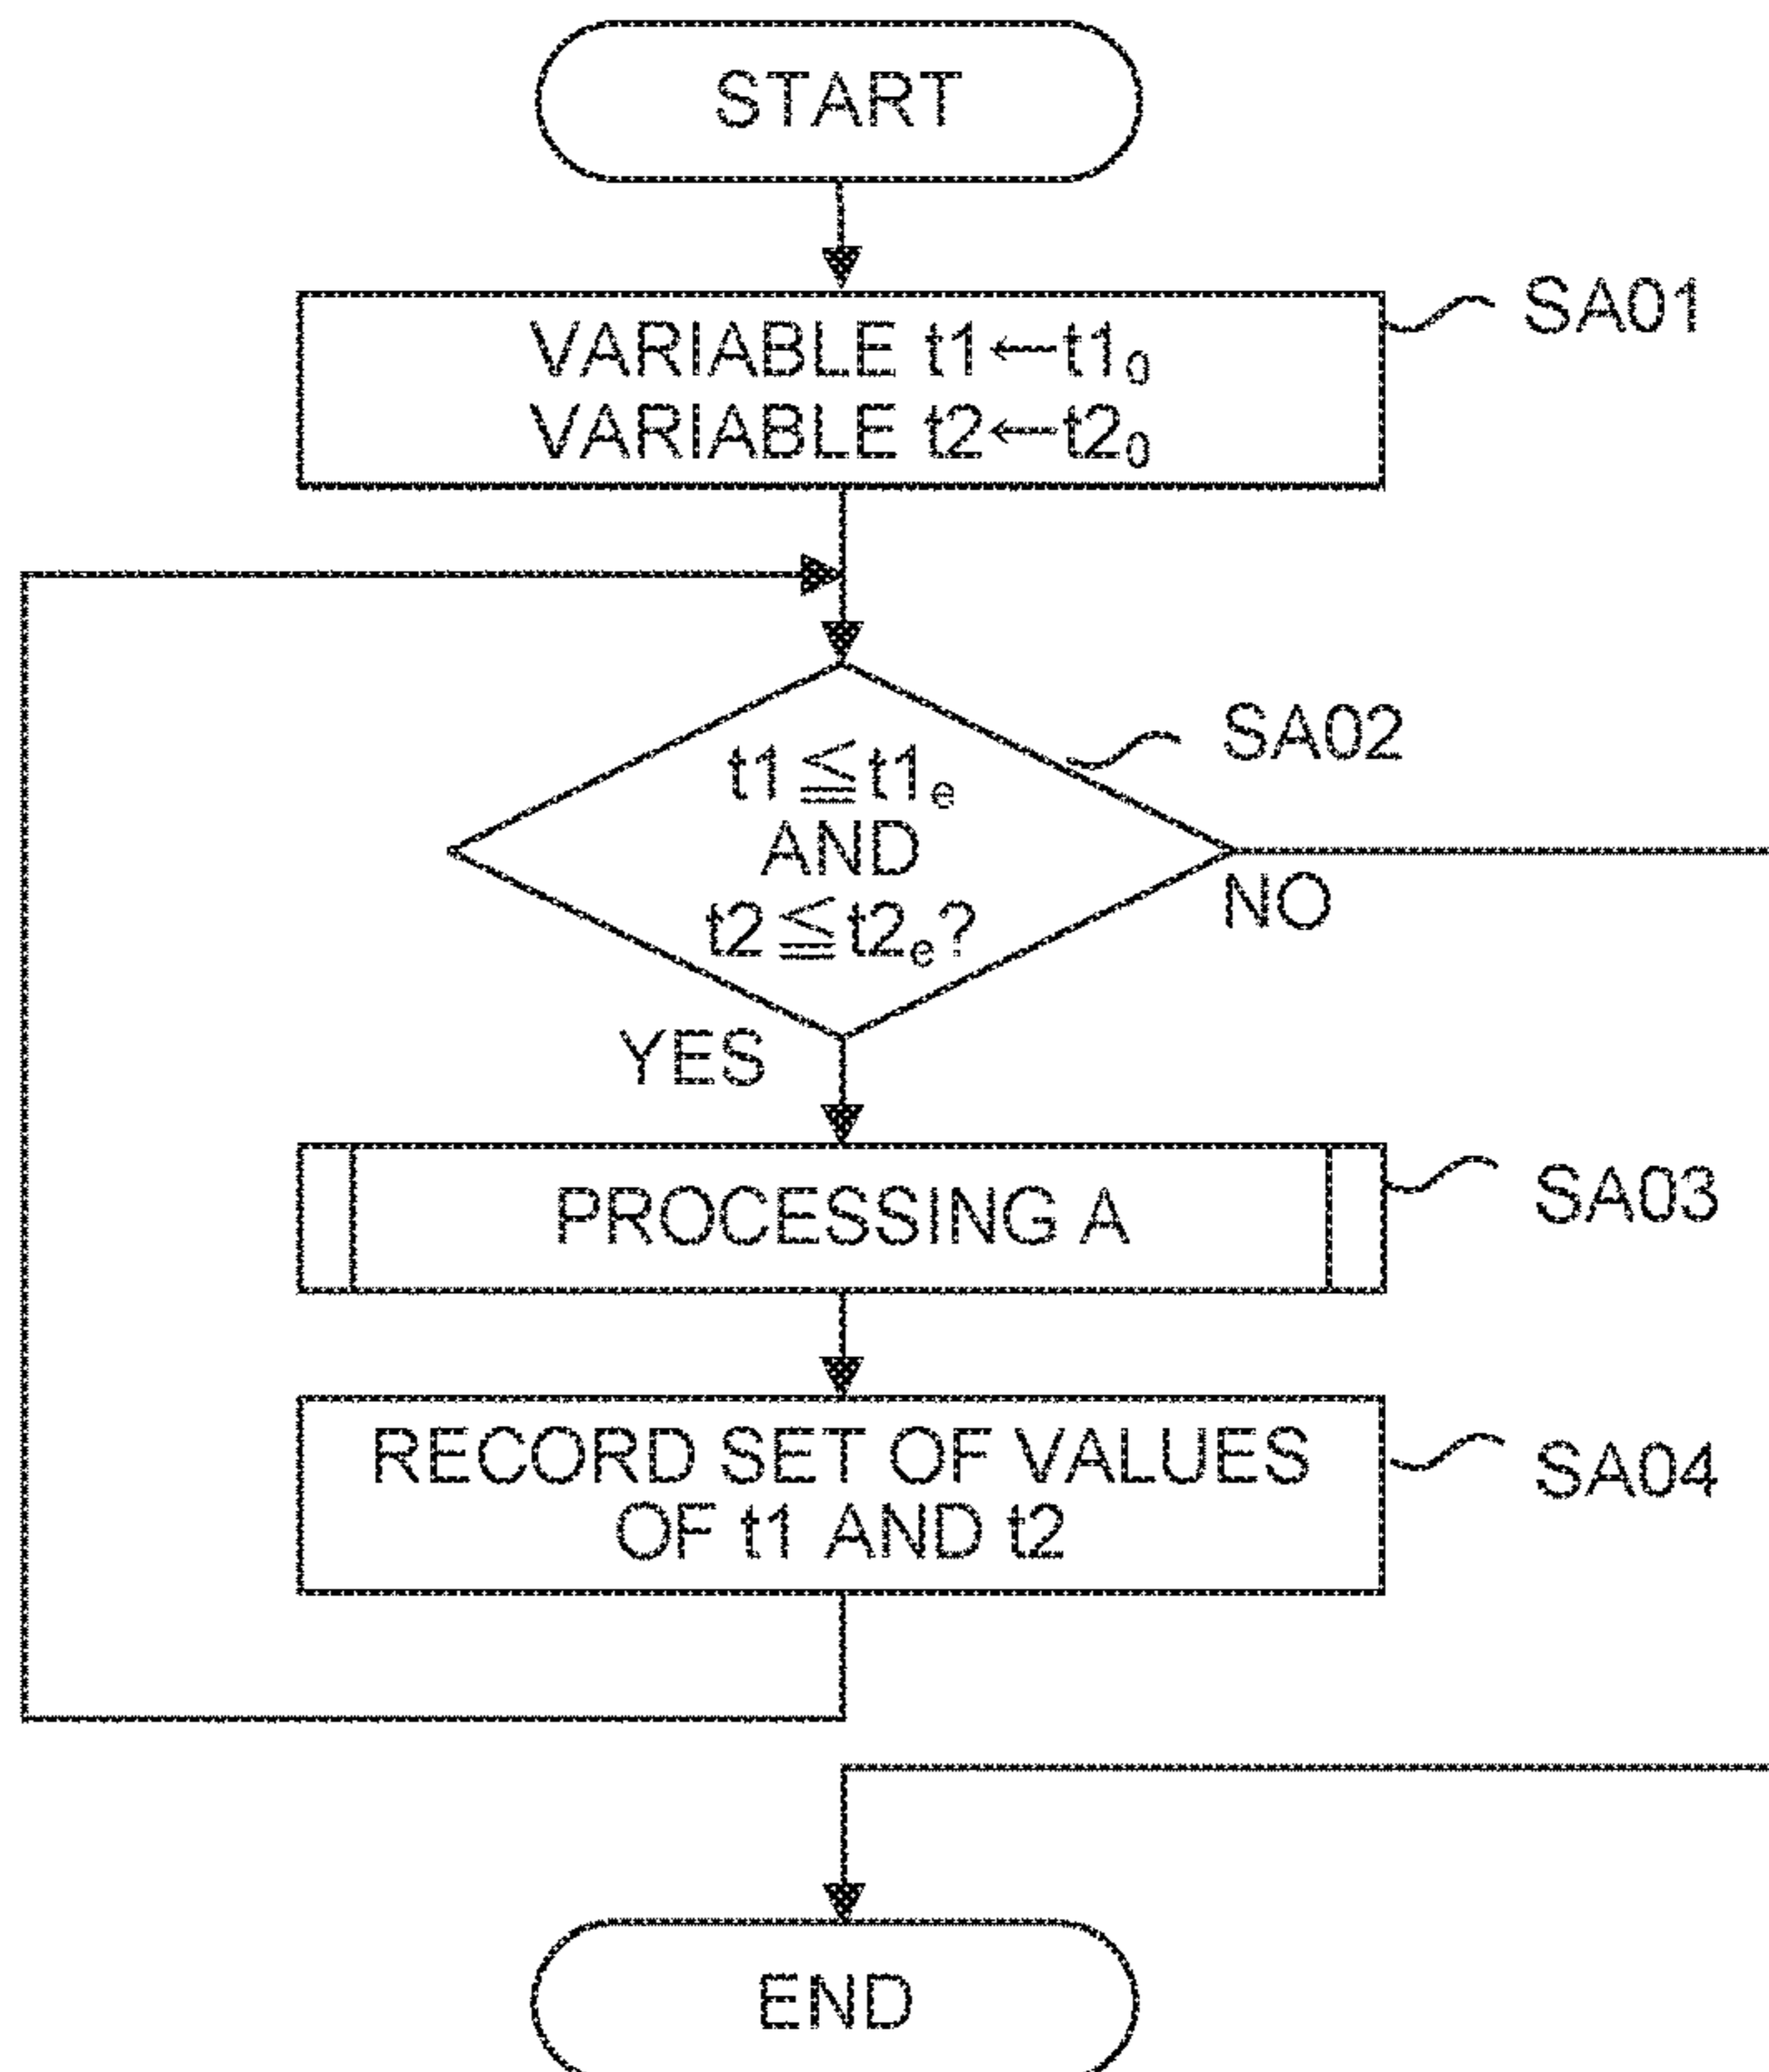 START
VARIABLE t1←t1₀
VARIABLE t2←t2₀
SA01
t1≦t1ₑ
AND
t2≦t2ₑ?
SA02
NO
YES
PROCESSING A
SA03
RECORD SET OF VALUES
OF t1 AND t2
SA04
END